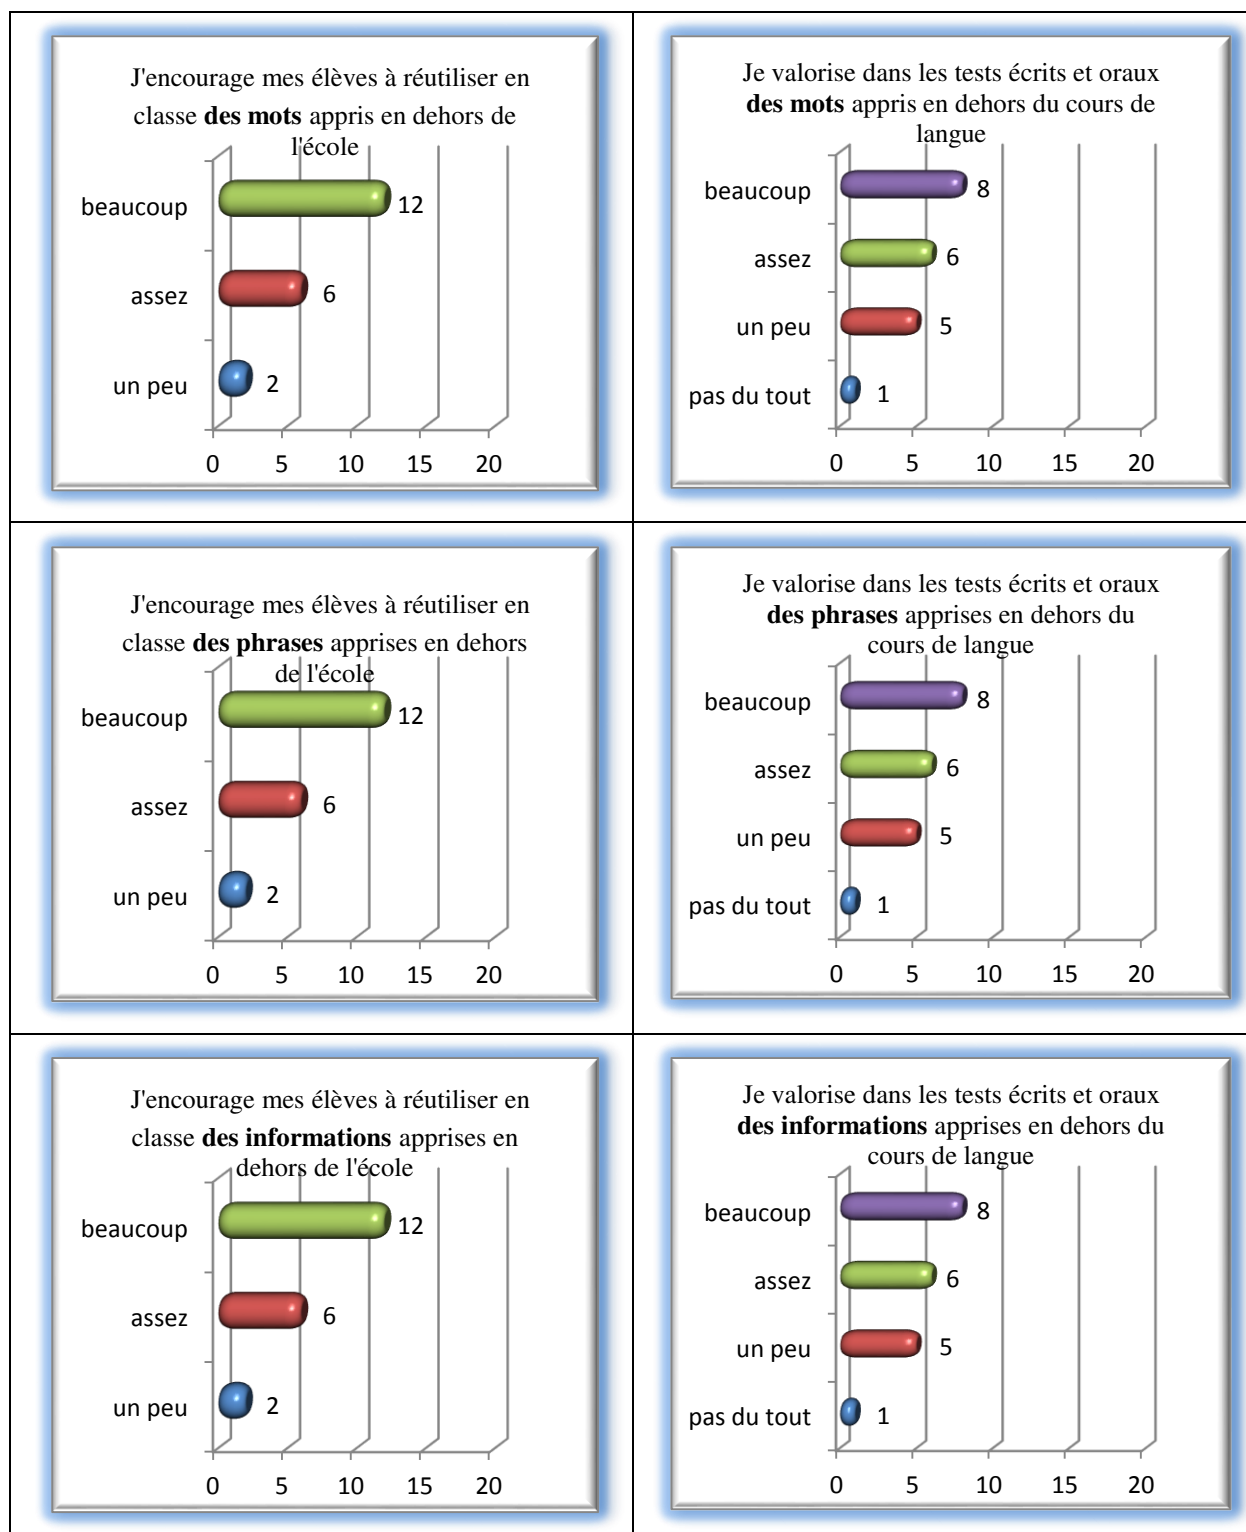 J'encourage mes élèves à réutiliser en
classe des mots appris en dehors de
l'école
beaucoup 12
assez 6
un peu 2
0 5 10 15 20
Je valorise dans les tests écrits et oraux
des mots appris en dehors du cours de
langue
beaucoup 8
assez 6
un peu 5
pas du tout 1
0 5 10 15 20
J'encourage mes élèves à réutiliser en
classe des phrases apprises en dehors
de l'école
beaucoup 12
assez 6
un peu 2
0 5 10 15 20
Je valorise dans les tests écrits et oraux
des phrases apprises en dehors du
cours de langue
beaucoup 8
assez 6
un peu 5
pas du tout 1
0 5 10 15 20
J'encourage mes élèves à réutiliser en
classe des informations apprises en
dehors de l'école
beaucoup 12
assez 6
un peu 2
0 5 10 15 20
Je valorise dans les tests écrits et oraux
des informations apprises en dehors du
cours de langue
beaucoup 8
assez 6
un peu 5
pas du tout 1
0 5 10 15 20